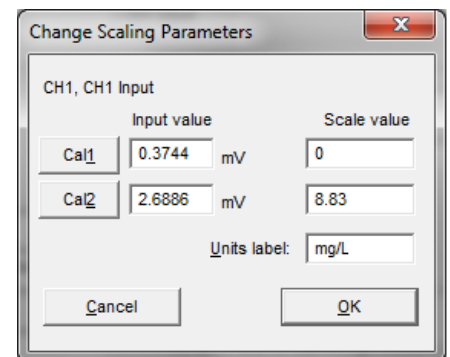 Change Scaling Parameters
CH1, CH1 Input
Input value Scale value
Cal1 0.3744 mV 0
Cal2 2.6886 mV 8.83
Units label: mg/L
Cancel OK